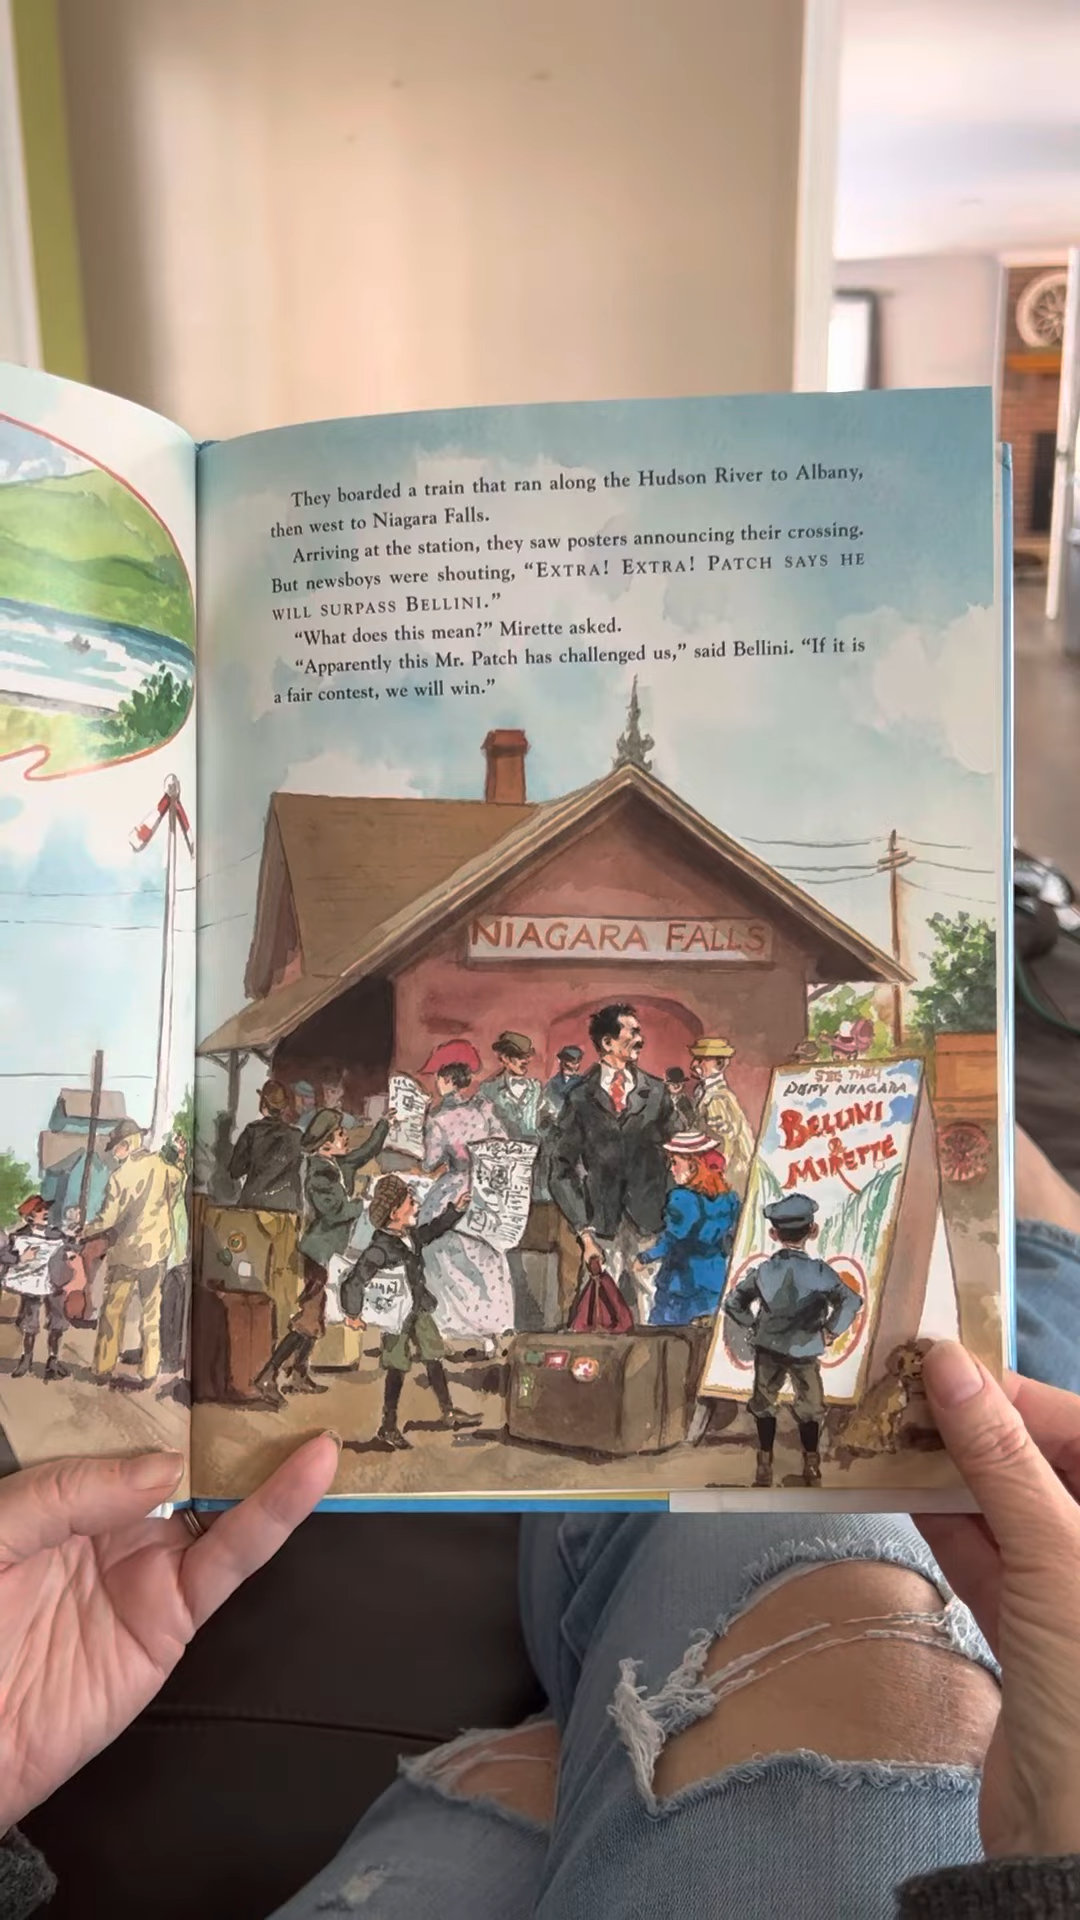 They boarded a train that ran along the Hudson River to Albany,
then west to Niagara Falls.
Arriving at the station, they saw posters announcing their crossing.
But newsboys were shouting, “EXTRA! EXTRA! PATCH SAYS HE
WILL SURPASS BELLINI.”
“What does this mean?” Mirette asked.
“Apparently this Mr. Patch has challenged us,” said Bellini. “If it is
a fair contest, we will win.”
NIAGARA FALLS
SEE THEM
DEFY NIAGARA
BELLINI
&
MIRETTE